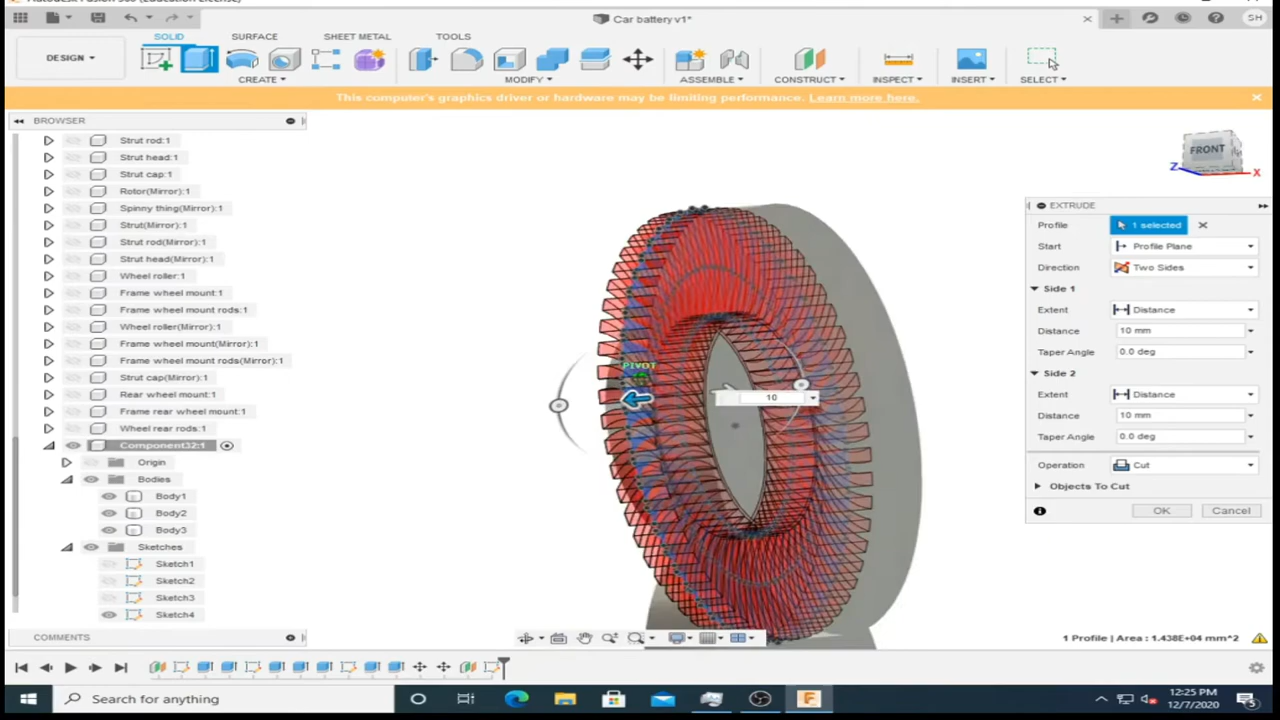 Autodesk Fusion 360 (Education License)
Car battery v1*
SH
DESIGN
SOLID
SURFACE
SHEET METAL
TOOLS
CREATE
MODIFY
ASSEMBLE
CONSTRUCT
INSPECT
INSERT
SELECT
This computer's graphics driver or hardware may be limiting performance. Learn more here.
BROWSER
Strut rod:1
Strut head:1
Strut cap:1
Rotor(Mirror):1
Spinny thing(Mirror):1
Strut(Mirror):1
Strut rod(Mirror):1
Strut head(Mirror):1
Wheel roller:1
Frame wheel mount:1
Frame wheel mount rods:1
Wheel roller(Mirror):1
Frame wheel mount(Mirror):1
Frame wheel mount rods(Mirror):1
Strut cap(Mirror):1
Rear wheel mount:1
Frame rear wheel mount:1
Wheel rear rods:1
Component32:1
Origin
Bodies
Body1
Body2
Body3
Sketches
Sketch1
Sketch2
Sketch3
Sketch4
COMMENTS
PIVOT
10
FRONT
Z
X
EXTRUDE
Profile
1 selected
Start
Profile Plane
Direction
Two Sides
Side 1
Extent
Distance
Distance
10 mm
Taper Angle
0.0 deg
Side 2
Extent
Distance
Distance
10 mm
Taper Angle
0.0 deg
Operation
Cut
Objects To Cut
OK
Cancel
1 Profile | Area : 1.438E+04 mm^2
Search for anything
F
12:25 PM
12/7/2020
5